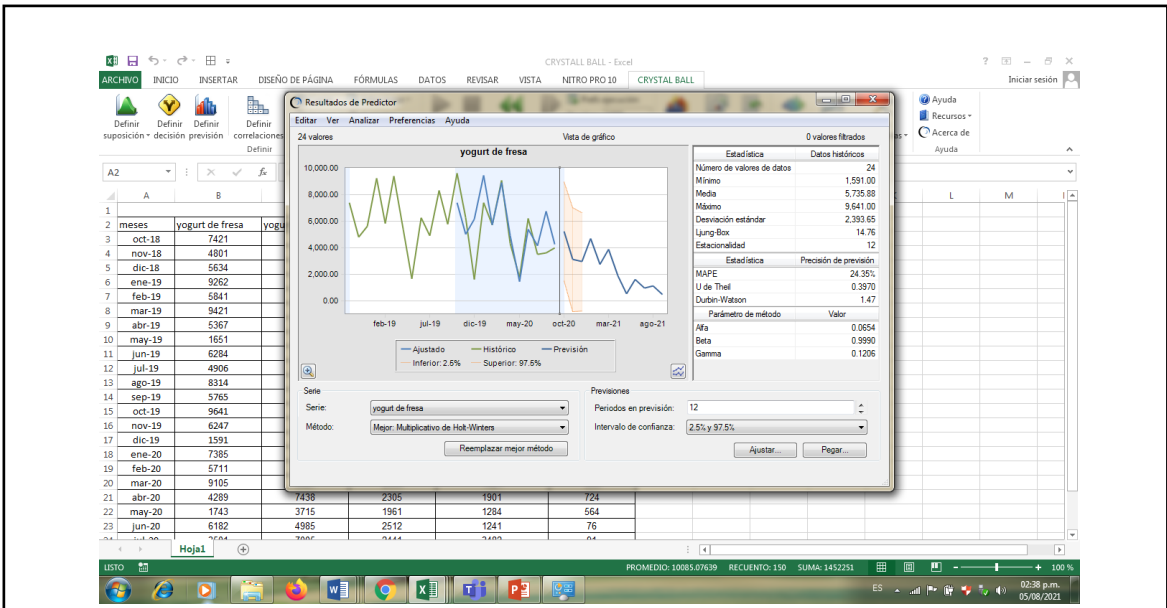 CRYSTALL BALL - Excel
ARCHIVO INICIO INSERTAR DISEÑO DE PÁGINA FÓRMULAS DATOS REVISAR VISTA NITRO PRO 10 CRYSTAL BALL Iniciar sesión
Definir suposición Definir decisión Definir previsión Definir correlaciones
Definir
Ayuda
Recursos
Acerca de
Ayuda
A2
A B L M
Resultados de Predictor
Editar Ver Analizar Preferencias Ayuda
24 valores Vista de gráfico 0 valores filtrados
yogurt de fresa
10,000.00
8,000.00
6,000.00
4,000.00
2,000.00
0.00
feb-19 jul-19 dic-19 may-20 oct-20 mar-21 ago-21
Ajustado Histórico Previsión
Inferior: 2.5% Superior: 97.5%
Estadística Datos históricos
Número de valores de datos 24
Mínimo 1,591.00
Media 5,735.88
Máximo 9,641.00
Desviación estándar 2,393.65
Ljung-Box 14.76
Estacionalidad 12
Estadística Precisión de previsión
MAPE 24.35%
U de Theil 0.3970
Durbin-Watson 1.47
Parámetro de método Valor
Alfa 0.0654
Beta 0.9990
Gamma 0.1206
Serie
Serie: yogurt de fresa
Método: Mejor: Multiplicativo de Holt-Winters
Reemplazar mejor método
Previsiones
Periodos en previsión: 12
Intervalo de confianza: 2.5% y 97.5%
Ajustar... Pegar...
1
2 meses yogurt de fresa
3 oct-18 7421
4 nov-18 4801
5 dic-18 5634
6 ene-19 9262
7 feb-19 5841
8 mar-19 9421
9 abr-19 5367
10 may-19 1651
11 jun-19 6284
12 jul-19 4906
13 ago-19 8314
14 sep-19 5765
15 oct-19 9641
16 nov-19 6247
17 dic-19 1591
18 ene-20 7385
19 feb-20 5711
20 mar-20 9105
21 abr-20 4289 7438 2305 1901 724
22 may-20 1743 3715 1961 1284 564
23 jun-20 6182 4985 2512 1241 76
Hoja1
LISTO PROMEDIO: 10085.07639 RECUENTO: 150 SUMA: 1452251 100 %
ES 02:38 p.m.
05/08/2021